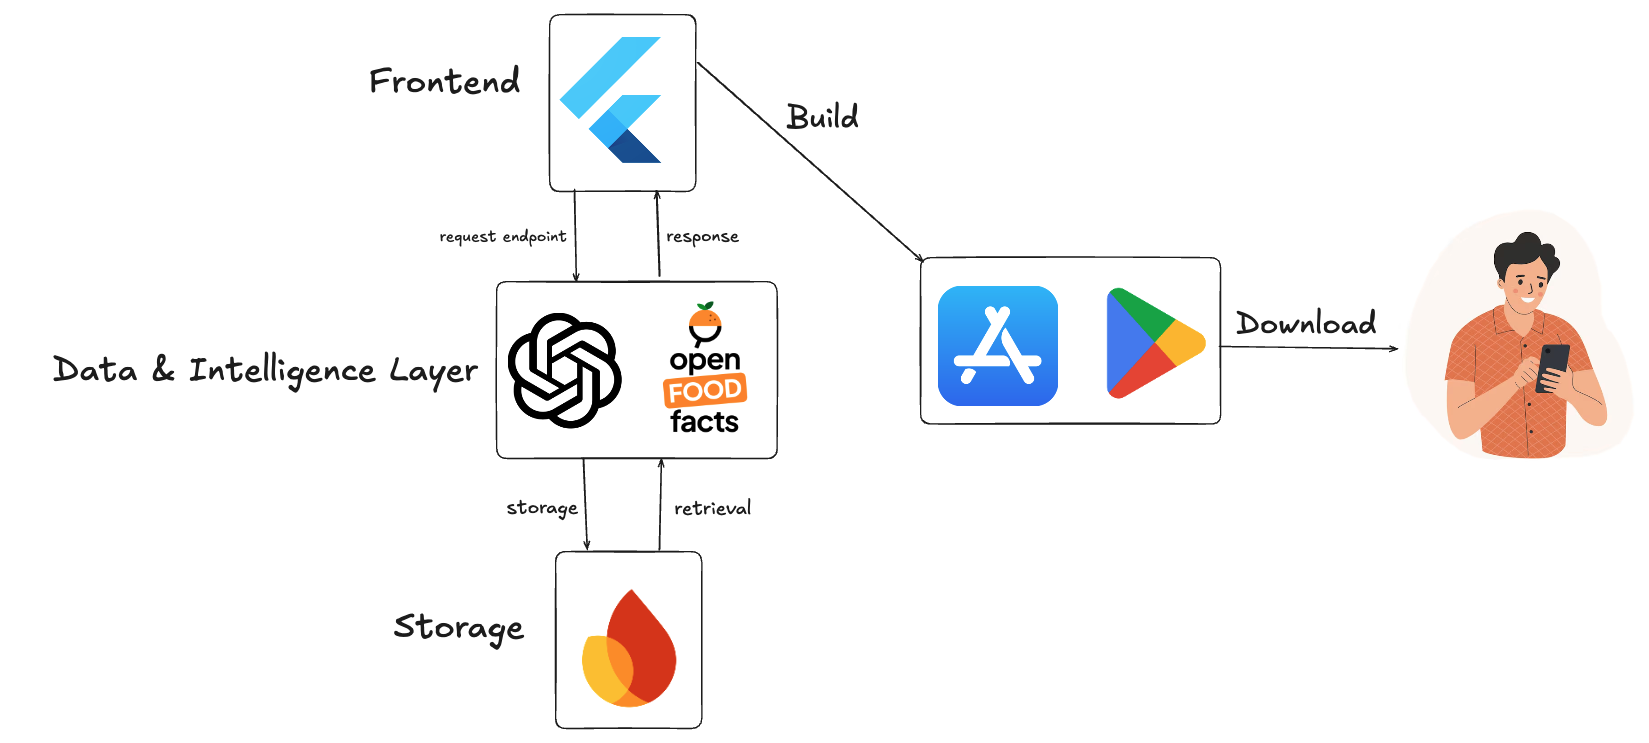 Frontend
Build
request endpoint
response
Data & Intelligence Layer
open
FOOD
facts
Download
storage
retrieval
Storage